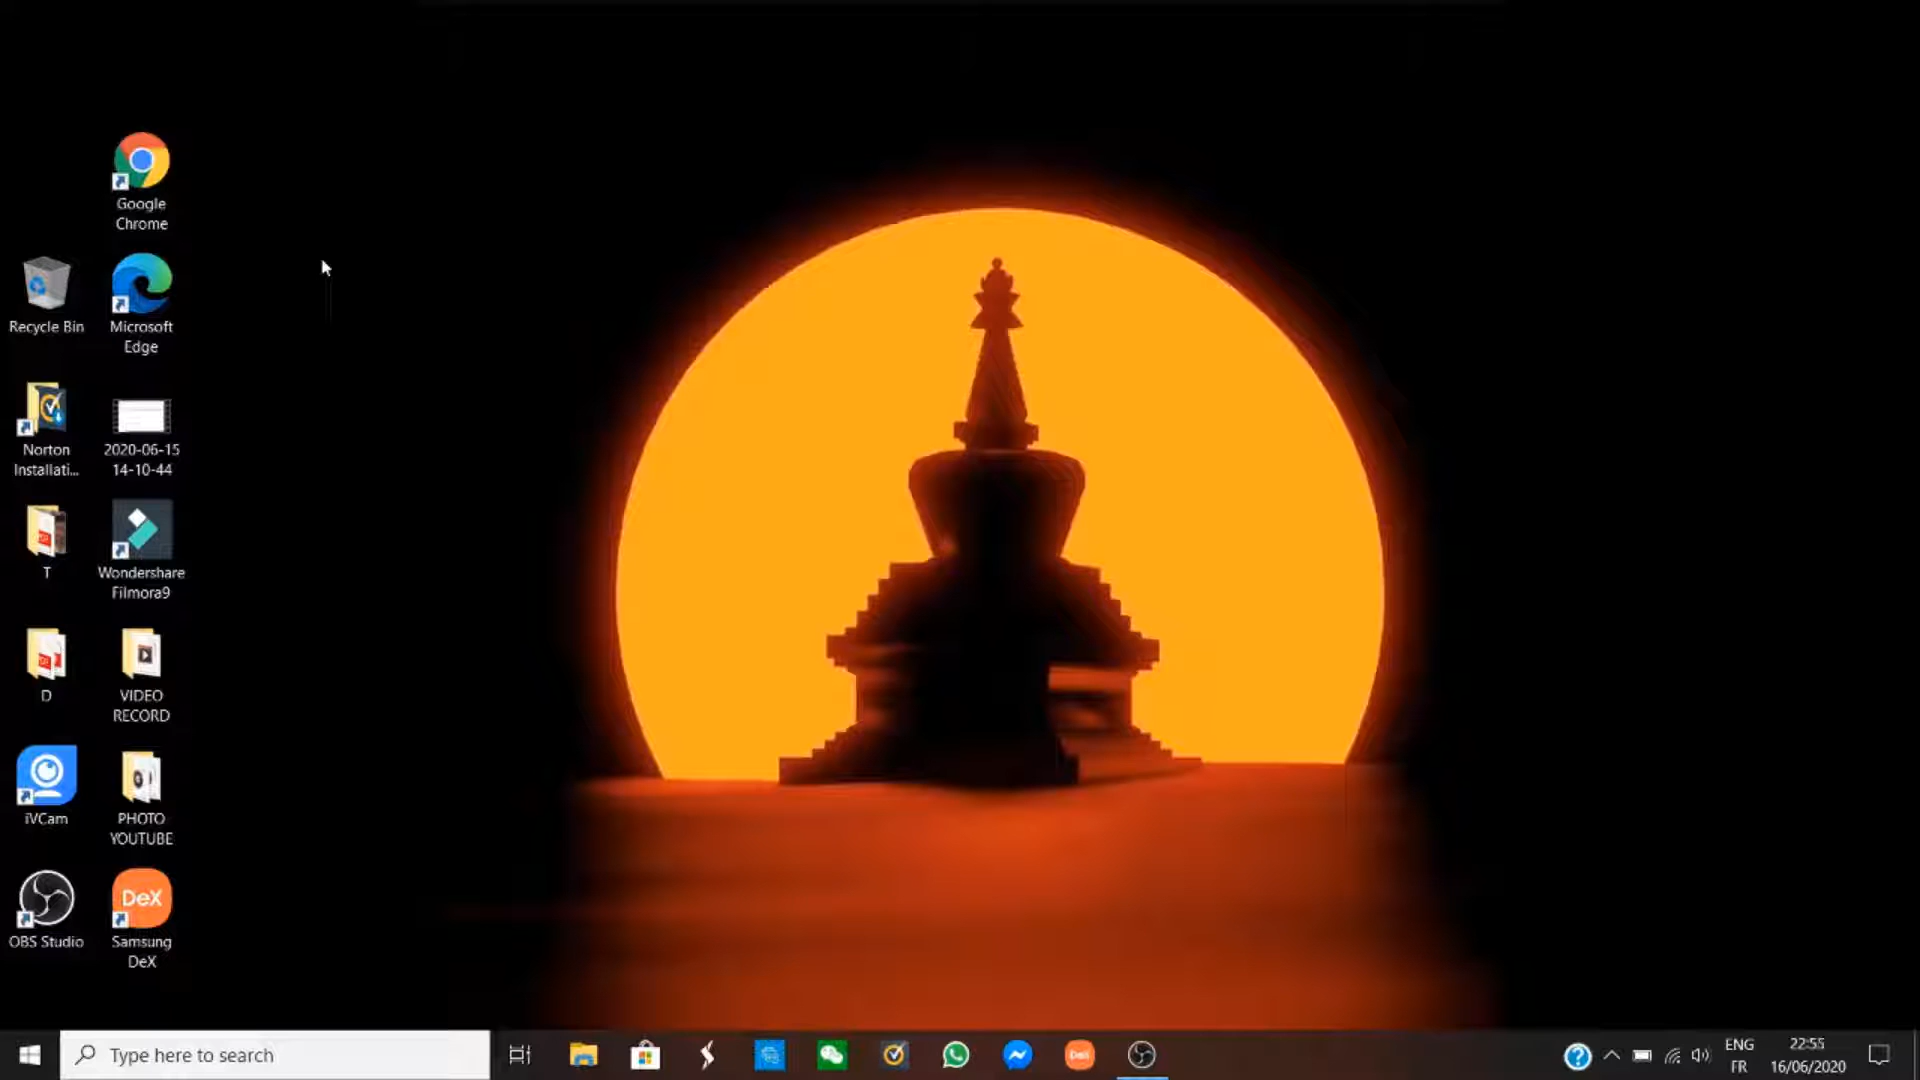 Google
Chrome
Recycle Bin
Microsoft
Edge
Norton
Installati...
2020-06-15
14-10-44
T
Wondershare
Filmora9
D
VIDEO
RECORD
iVCam
PHOTO
YOUTUBE
OBS Studio
DeX
Samsung
DeX
Type here to search
DeX
ENG
FR
22:55
16/06/2020